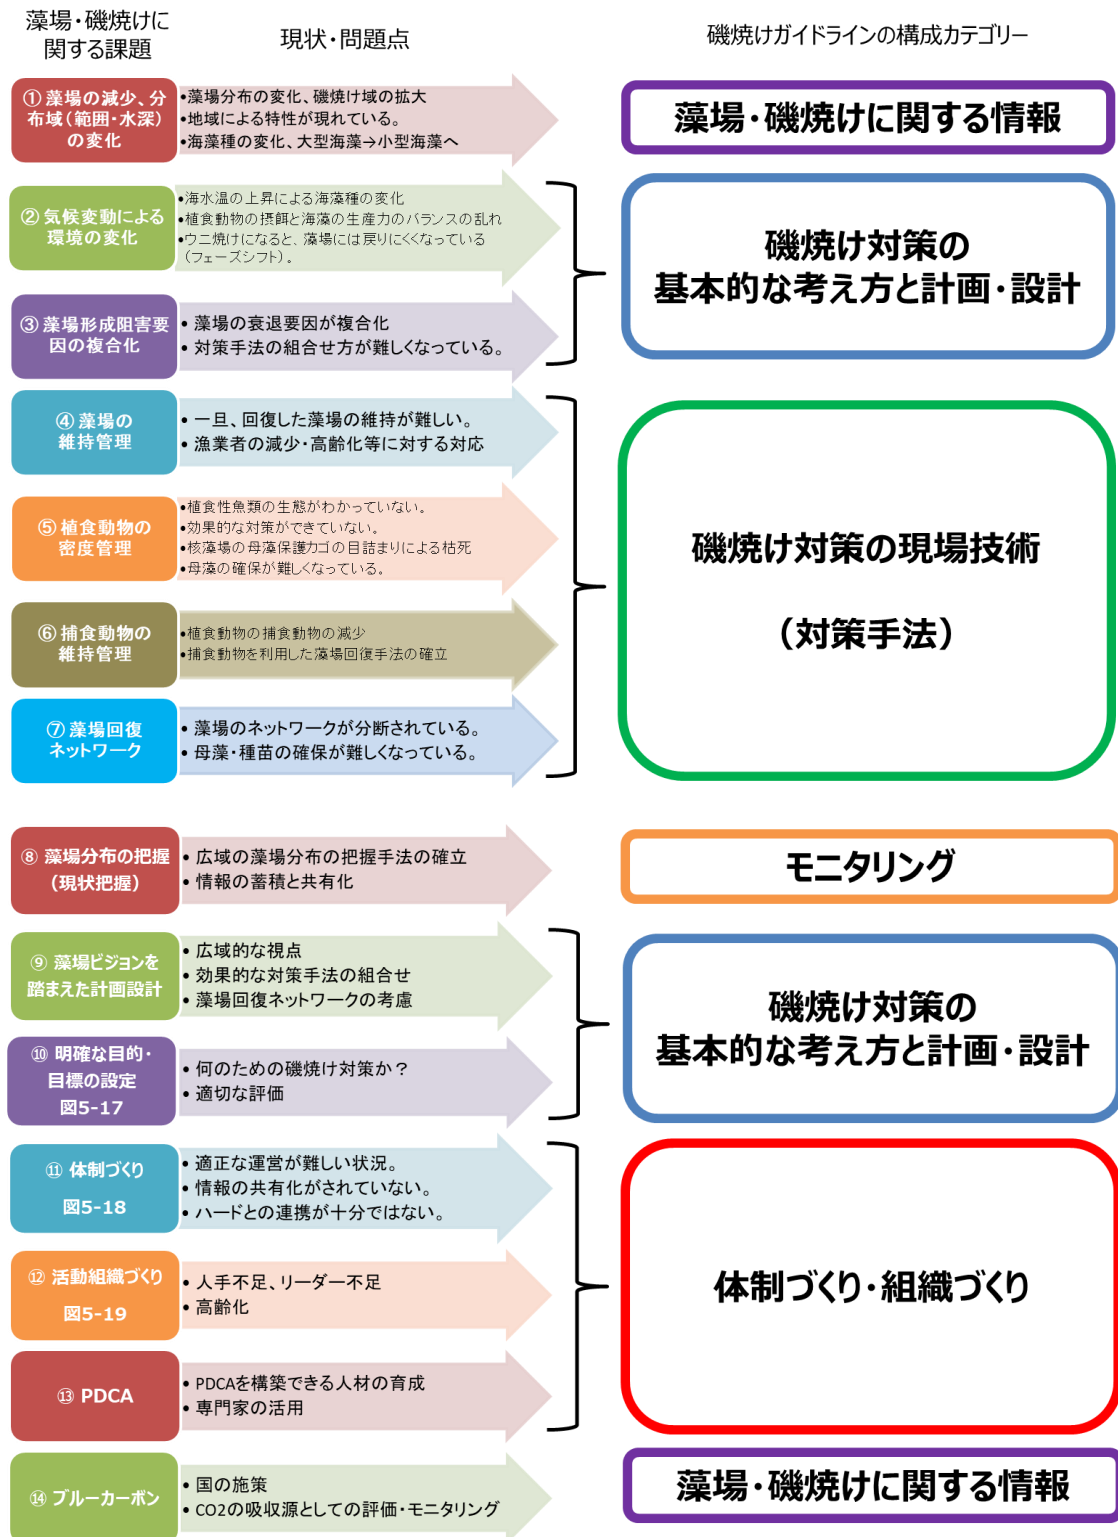 藻場・磯焼けに
関する課題
現状・問題点
磯焼けガイドラインの構成カテゴリー
①藻場の減少、分
布域(範囲・水深)
の変化
•藻場分布の変化、磯焼け域の拡大
•地域による特性が現れている。
•海藻種の変化、大型海藻→小型海藻へ
藻場・磯焼けに関する情報
②気候変動による
環境の変化
•海水温の上昇による海藻種の変化
•植食動物の摂餌と海藻の生産力のバランスの乱れ
•ウニ焼けになると、藻場には戻りにくくなっている
(フェーズシフト)。
③藻場形成阻害要
因の複合化
• 藻場の衰退要因が複合化
• 対策手法の組合せ方が難しくなっている。
磯焼け対策の
基本的な考え方と計画・設計
④藻場の
維持管理
• 一旦、回復した藻場の維持が難しい。
• 漁業者の減少・高齢化等に対する対応
⑤植食動物の
密度管理
•植食性魚類の生態がわかっていない。
•効果的な対策ができていない。
•核藻場の母藻保護カゴの目詰まりによる枯死
•母藻の確保が難しくなっている。
⑥捕食動物の
維持管理
•植食動物の捕食動物の減少
•捕食動物を利用した藻場回復手法の確立
⑦藻場回復
ネットワーク
• 藻場のネットワークが分断されている。
• 母藻・種苗の確保が難しくなっている。
磯焼け対策の現場技術
(対策手法)
⑧ 藻場分布の把握
(現状把握)
• 広域の藻場分布の把握手法の確立
• 情報の蓄積と共有化
モニタリング
⑨ 藻場ビジョンを
踏まえた計画設計
• 広域的な視点
• 効果的な対策手法の組合せ
• 藻場回復ネットワークの考慮
⑩ 明確な目的・
目標の設定
図5-17
• 何のための磯焼け対策か？
• 適切な評価
磯焼け対策の
基本的な考え方と計画・設計
⑪ 体制づくり
図5-18
• 適正な運営が難しい状況。
• 情報の共有化がされていない。
• ハードとの連携が十分ではない。
⑫ 活動組織づくり
図5-19
• 人手不足、リーダー不足
• 高齢化
⑬ PDCA
• PDCAを構築できる人材の育成
• 専門家の活用
体制づくり・組織づくり
⑭ ブルーカーボン
• 国の施策
• CO2の吸収源としての評価・モニタリング
藻場・磯焼けに関する情報